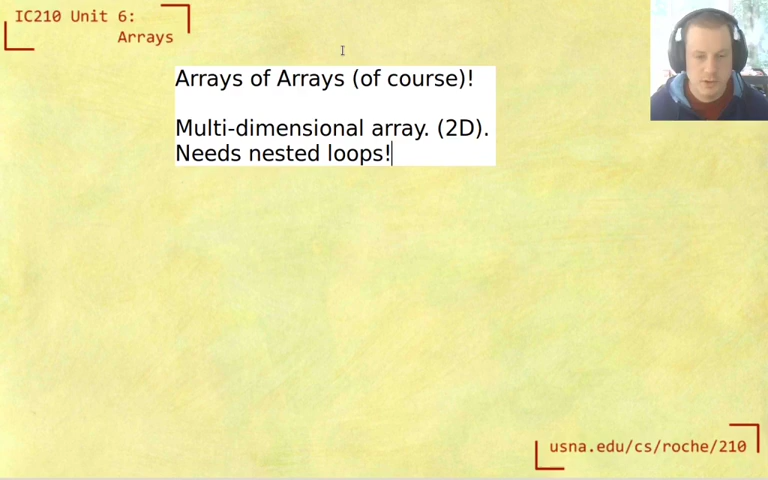 IC210 Unit 6:
Arrays
Arrays of Arrays (of course)!
Multi-dimensional array. (2D).
Needs nested loops!
usna.edu/cs/roche/210